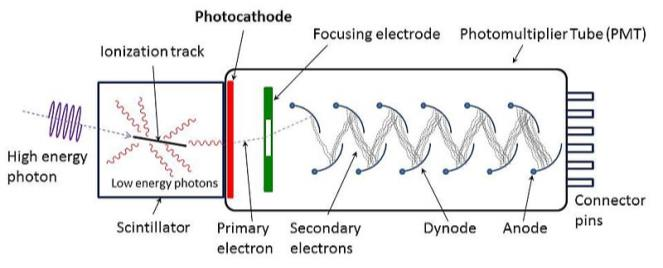 Photocathode
Focusing electrode
Photomultiplier Tube (PMT)
Ionization track
High energy
photon
Low energy photons
Connector
pins
Scintillator
Primary
electron
Secondary
electrons
Dynode
Anode